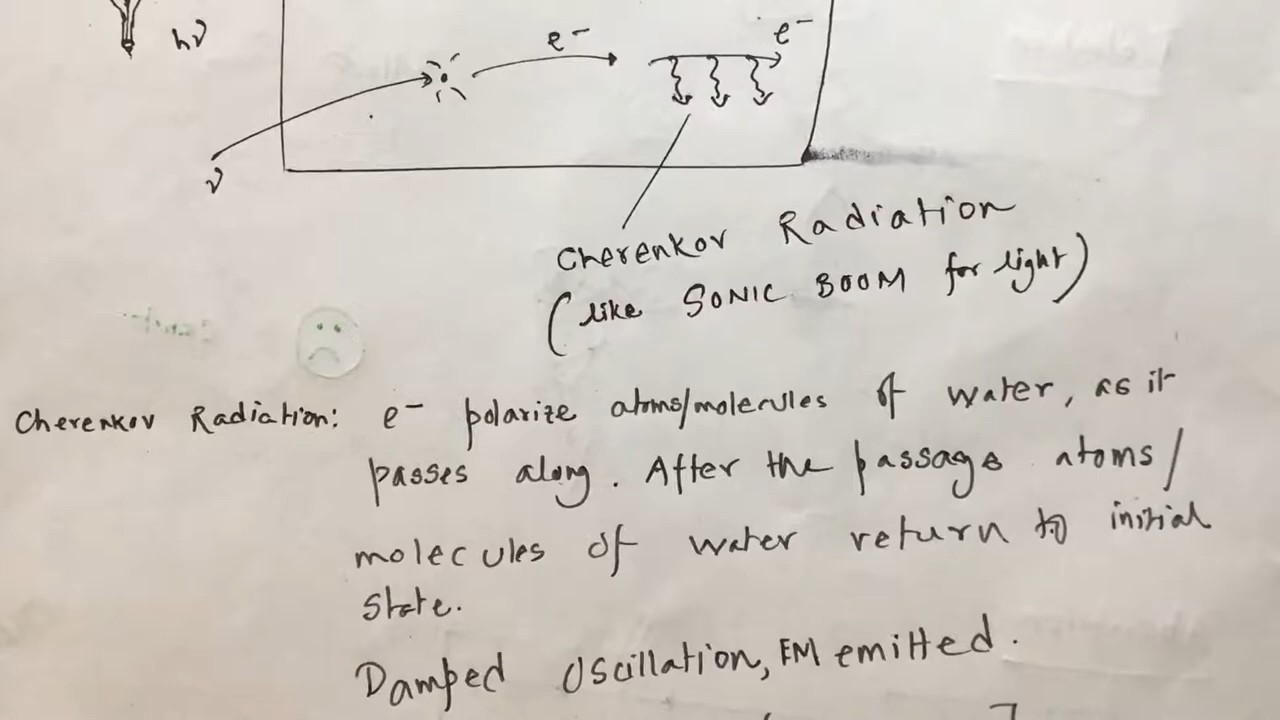 hν
e⁻
e⁻
ν
Cherenkov Radiation
(like SONIC BOOM for light)
Cherenkov Radiation: e⁻ polarize atoms/molecules of water, as it
passes along. After the passage atoms/
molecules of water return to initial
state.
Damped Oscillation, EM emitted.